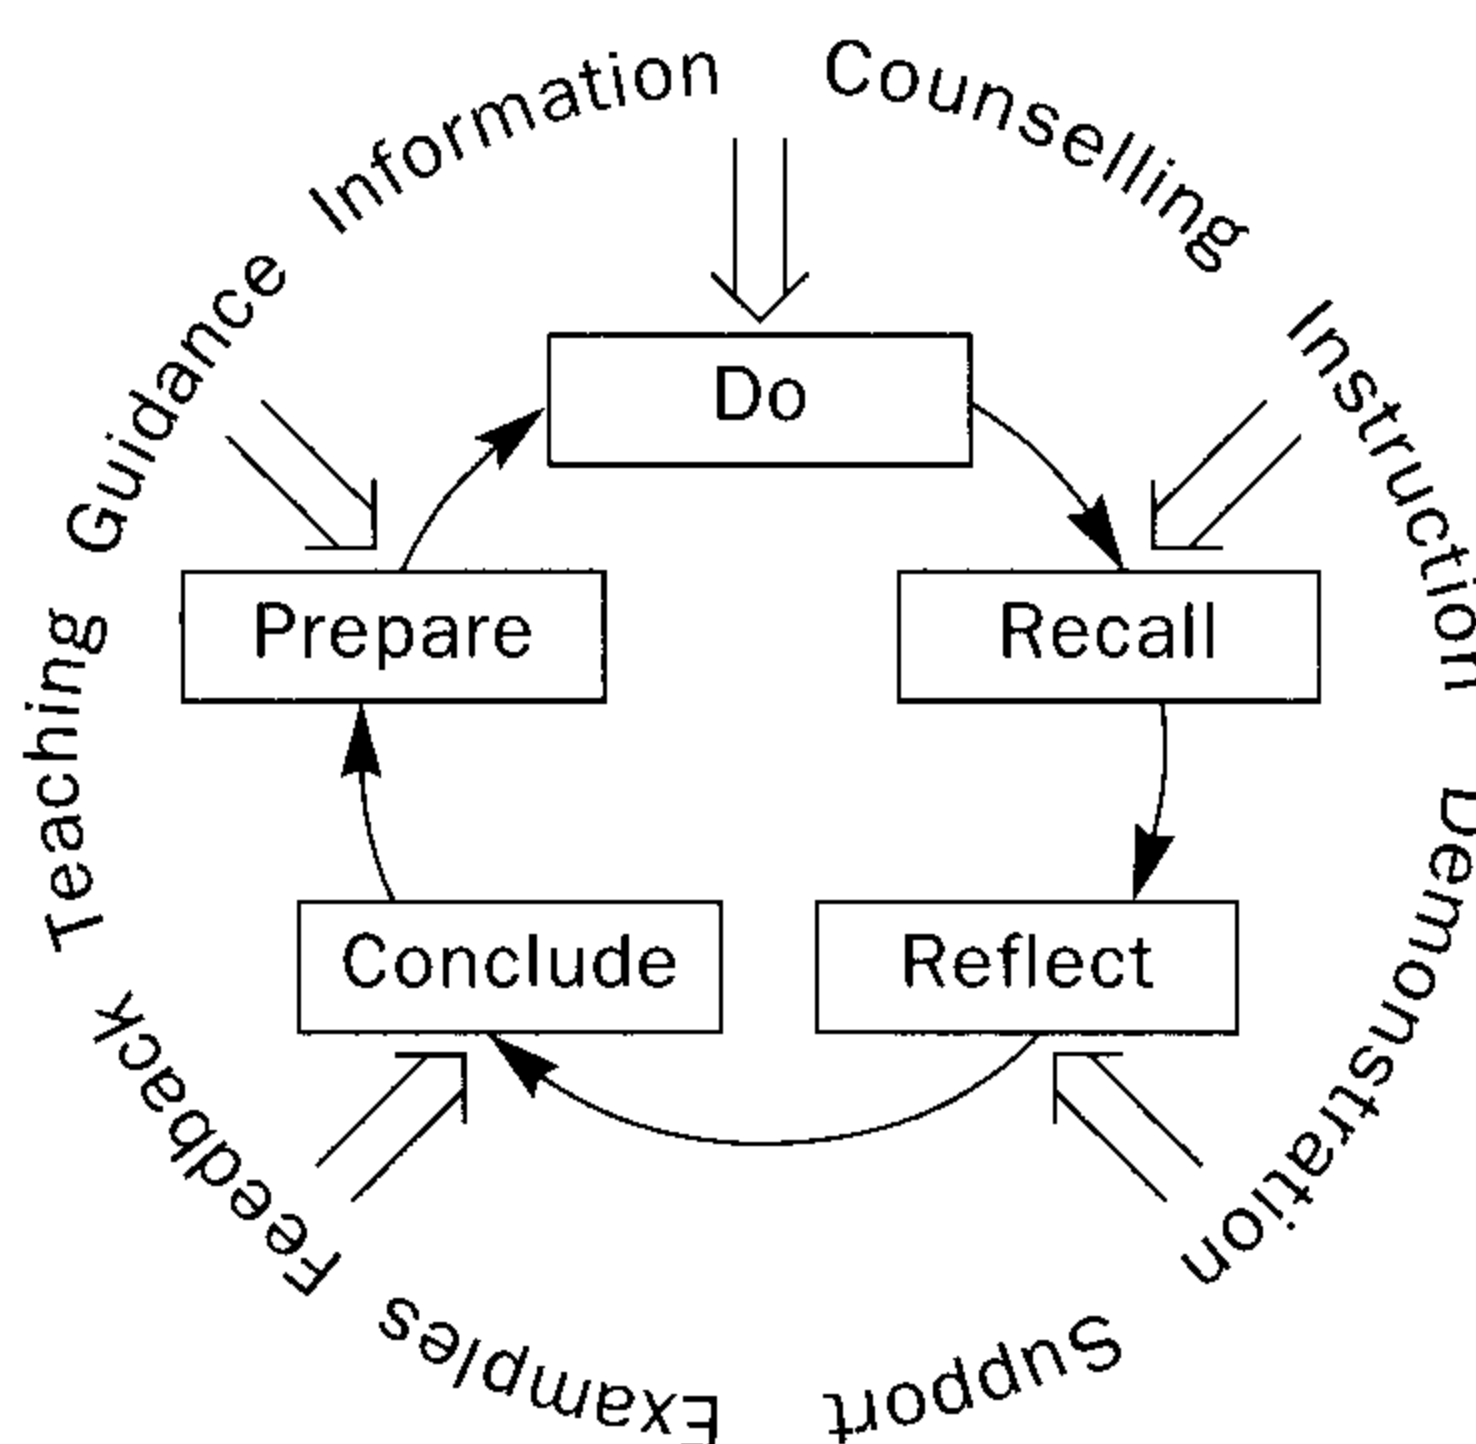 Information
Counselling
Instruction
Demonstration
Support
Examples
Feedback
Teaching
Guidance
Do
Recall
Reflect
Conclude
Prepare